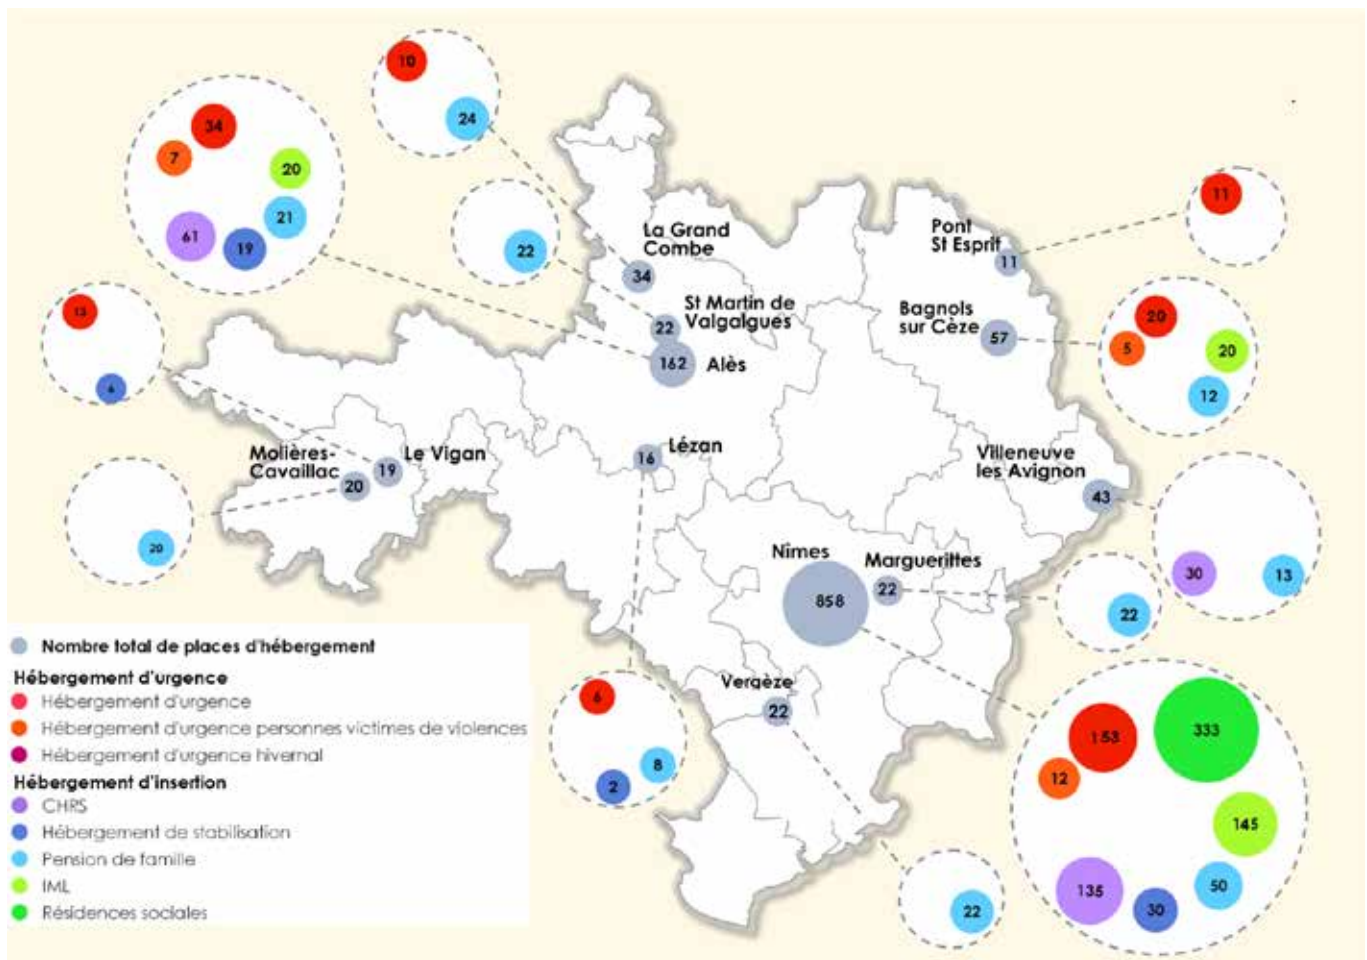 10
24
34
7
20
21
61
19
22
11
La Grand
Combe
34
Pont
St Esprit
11
St Martin de
Valgalgues
22
Bagnols
sur Cèze
57
20
5
20
12
162
Alès
13
6
Molières-
Cavaillac
20
Le Vigan
19
Lézan
16
Villeneuve
les Avignon
43
20
30
13
Nîmes
858
Marguerittes
22
22
Vergèze
22
6
8
2
153
333
12
145
135
30
50
22
Nombre total de places d'hébergement
Hébergement d'urgence
Hébergement d'urgence
Hébergement d'urgence personnes victimes de violences
Hébergement d'urgence hivernal
Hébergement d'insertion
CHRS
Hébergement de stabilisation
Pension de famille
IML
Résidences sociales